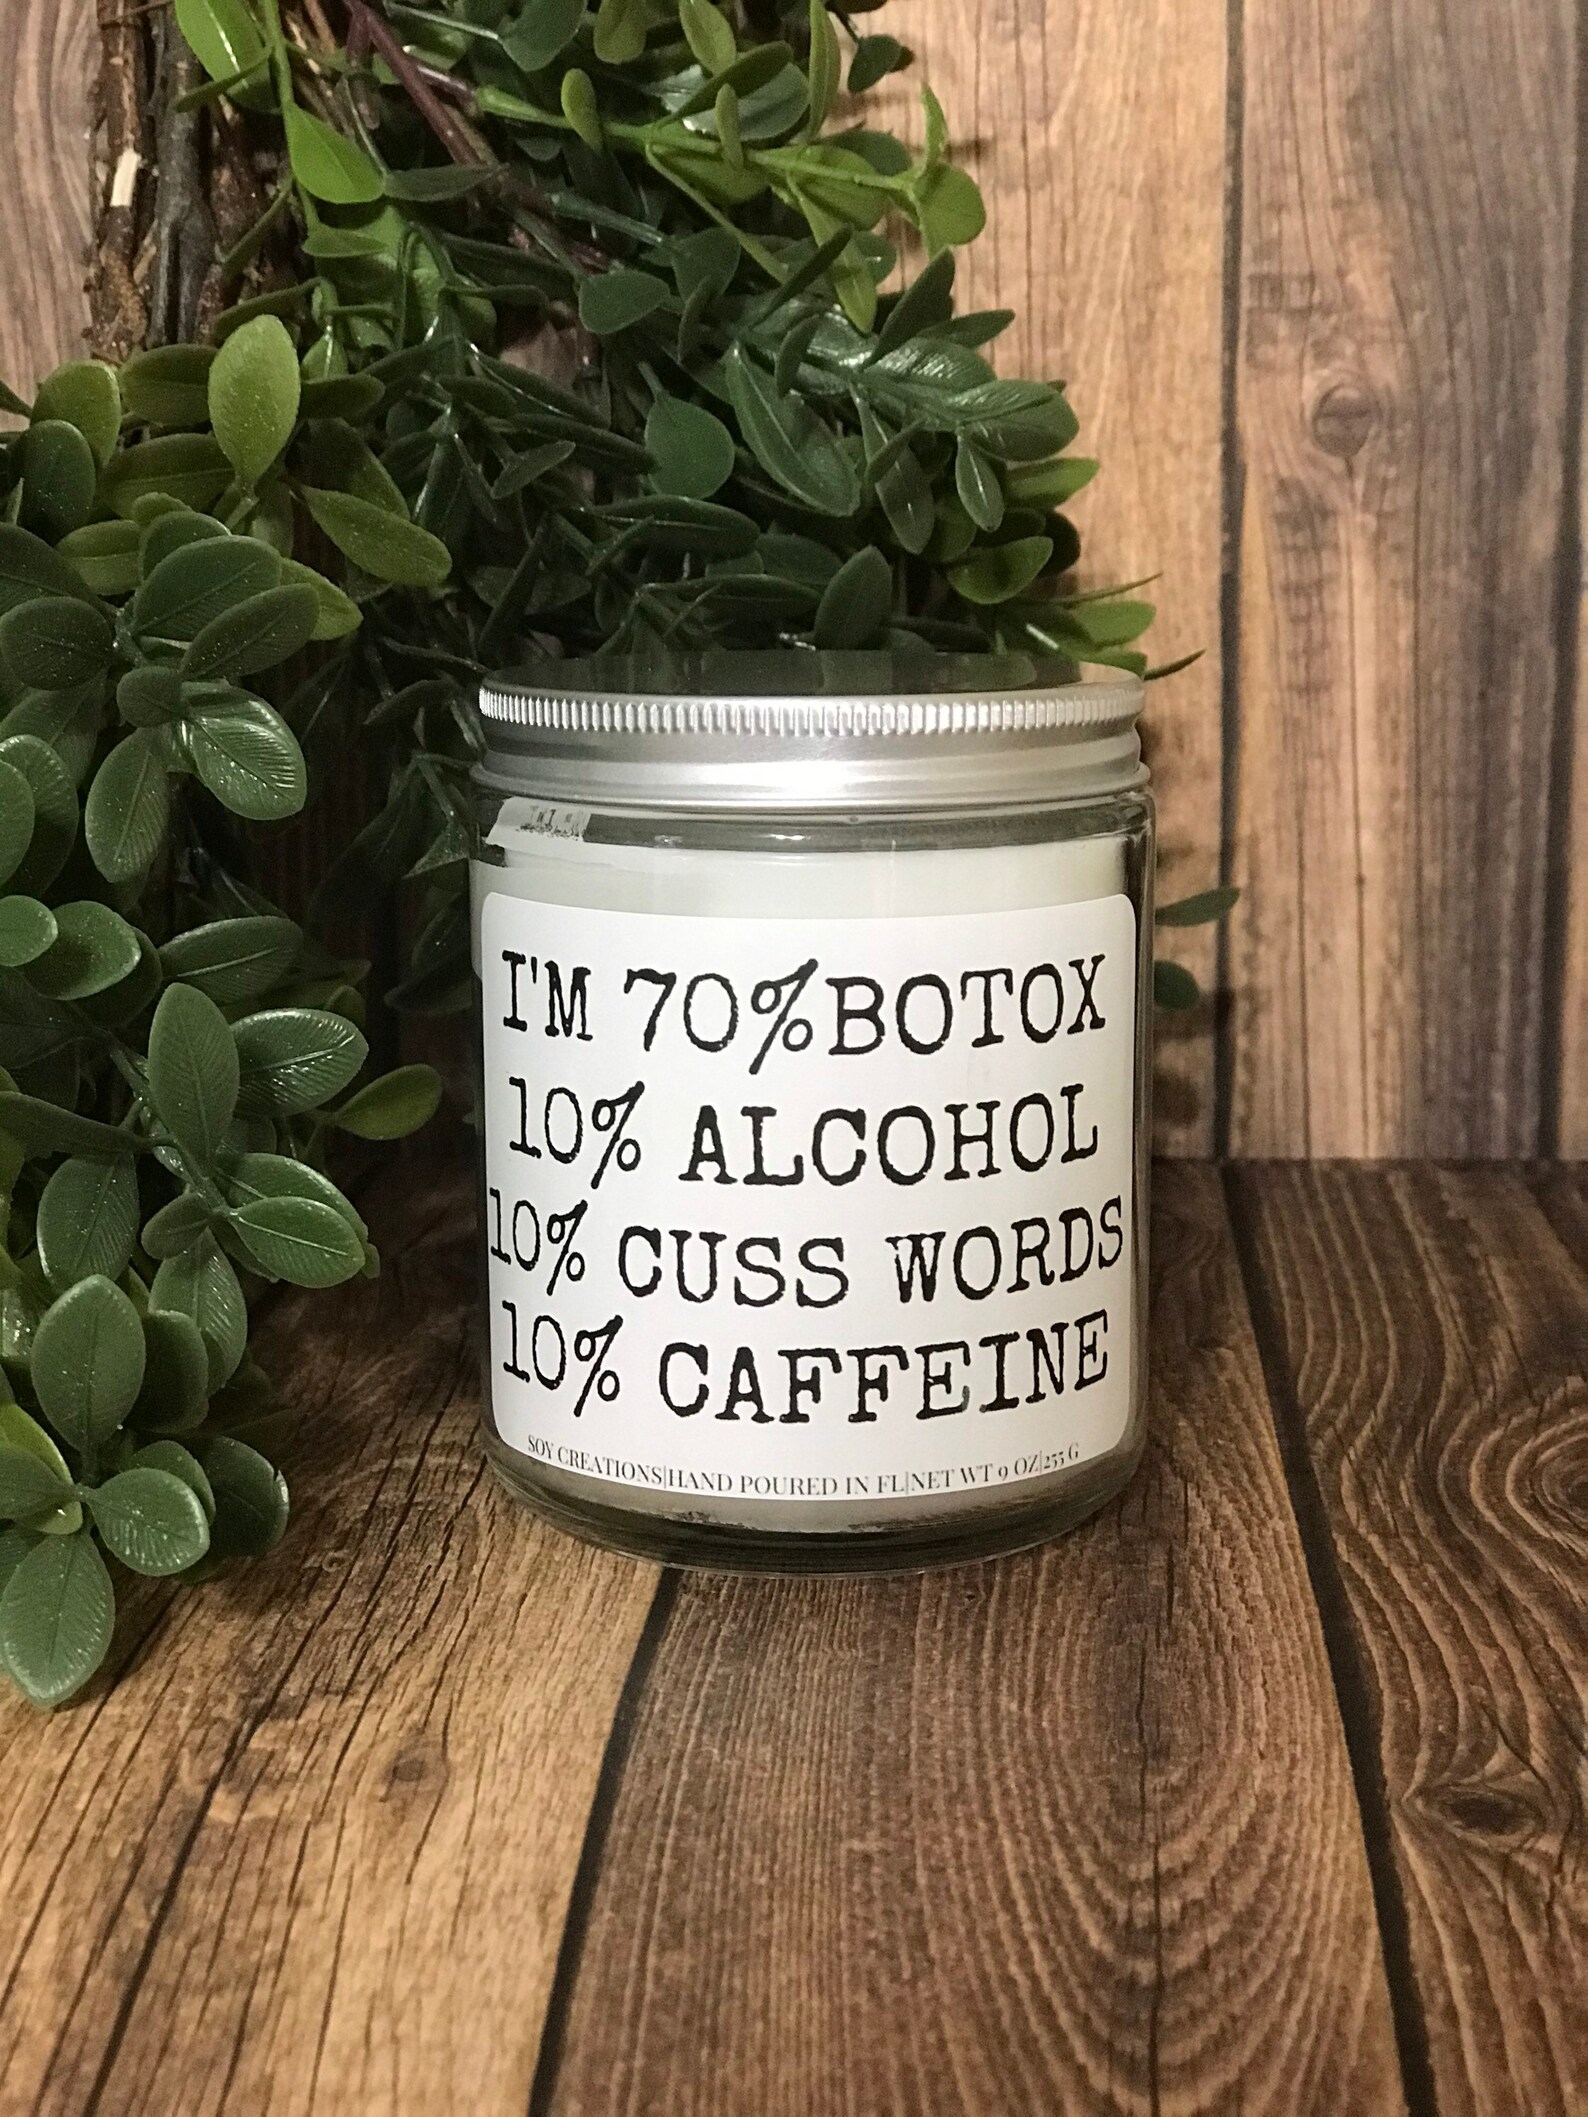 I'M 70%BOTOX
10% ALCOHOL
10% CUSS WORDS
10% CAFFEINE
SOY CREATIONS|HAND POURED IN FL|NET WT 9 OZ|255 G